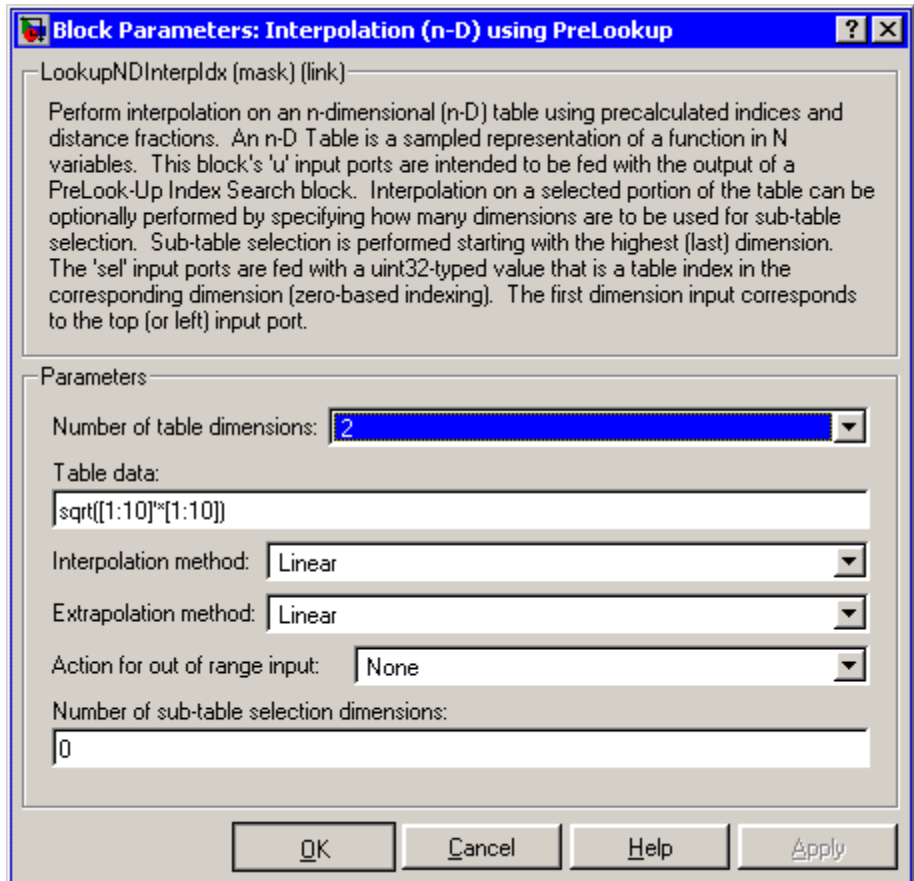 Block Parameters: Interpolation (n-D) using PreLookup
LookupNDInterpIdx (mask) (link)
Perform interpolation on an n-dimensional (n-D) table using precalculated indices and
distance fractions. An n-D Table is a sampled representation of a function in N
variables. This block's 'u' input ports are intended to be fed with the output of a
PreLook-Up Index Search block. Interpolation on a selected portion of the table can be
optionally performed by specifying how many dimensions are to be used for sub-table
selection. Sub-table selection is performed starting with the highest (last) dimension.
The 'sel' input ports are fed with a uint32-typed value that is a table index in the
corresponding dimension (zero-based indexing). The first dimension input corresponds
to the top (or left) input port.
Parameters
Number of table dimensions: 2
Table data:
sqrt([1:10]'*[1:10])
Interpolation method: Linear
Extrapolation method: Linear
Action for out of range input: None
Number of sub-table selection dimensions:
0
OK Cancel Help Apply